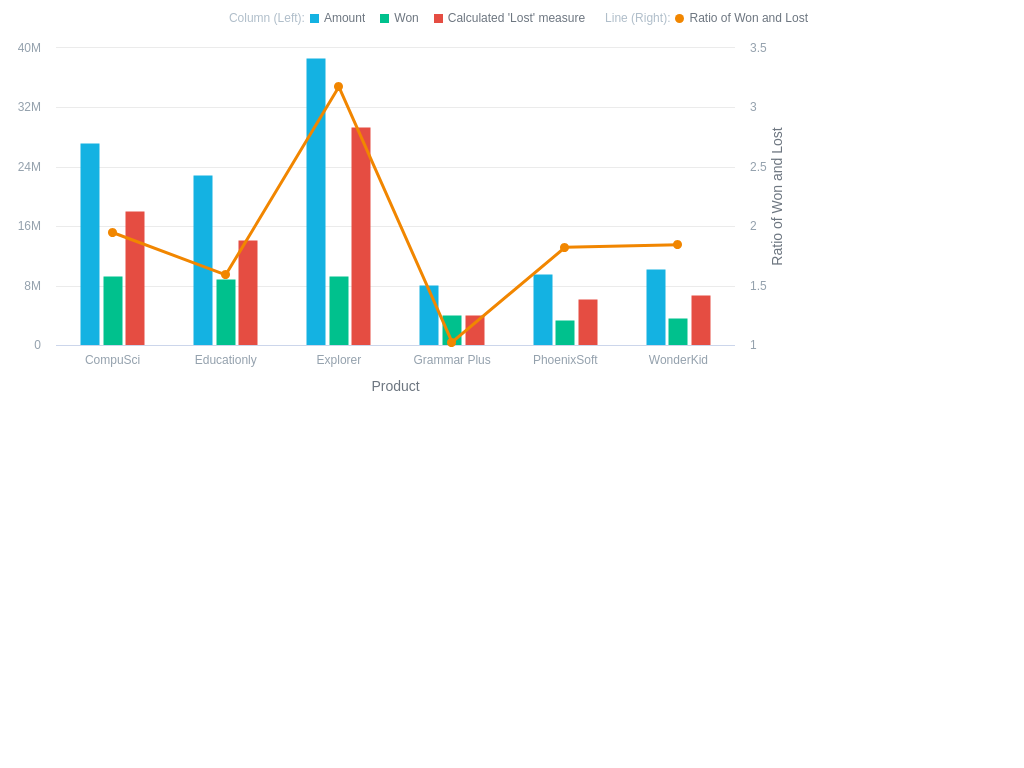 Column (Left): Amount Won Calculated 'Lost' measure Line (Right): Ratio of Won and Lost
40M 3.5
32M 3
24M 2.5
16M 2
8M 1.5
0 1
Ratio of Won and Lost
CompuSci Educationly Explorer Grammar Plus PhoenixSoft WonderKid
Product